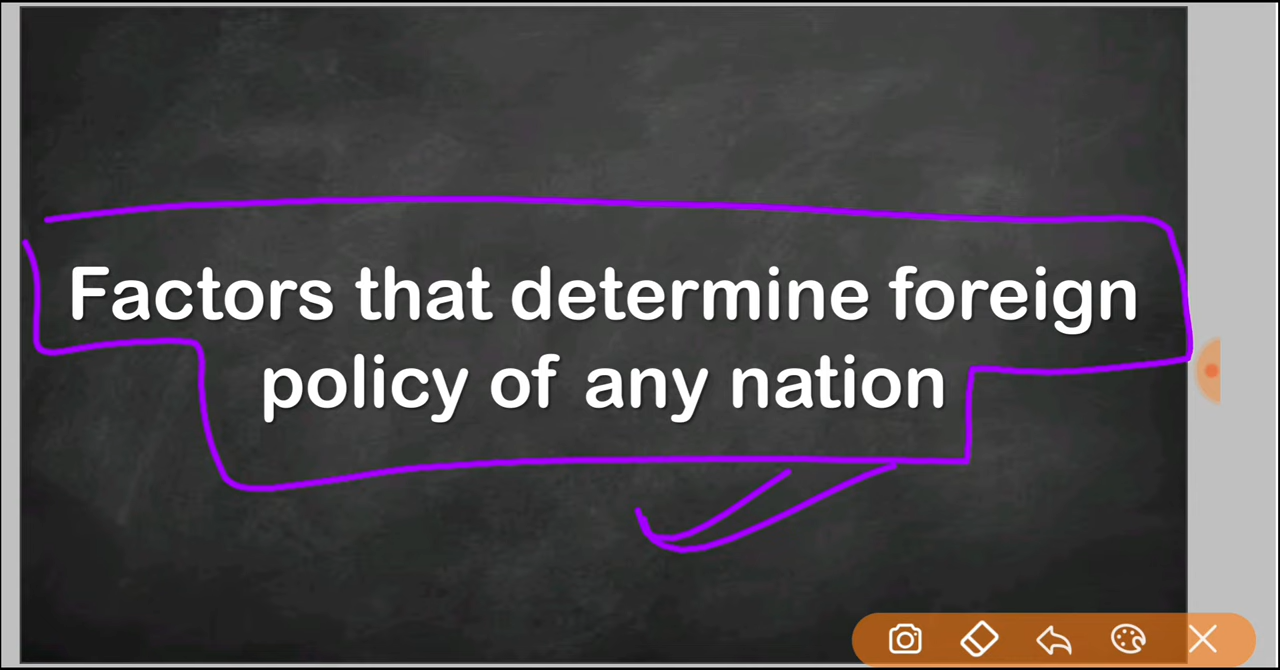 Factors that determine foreign
policy of any nation